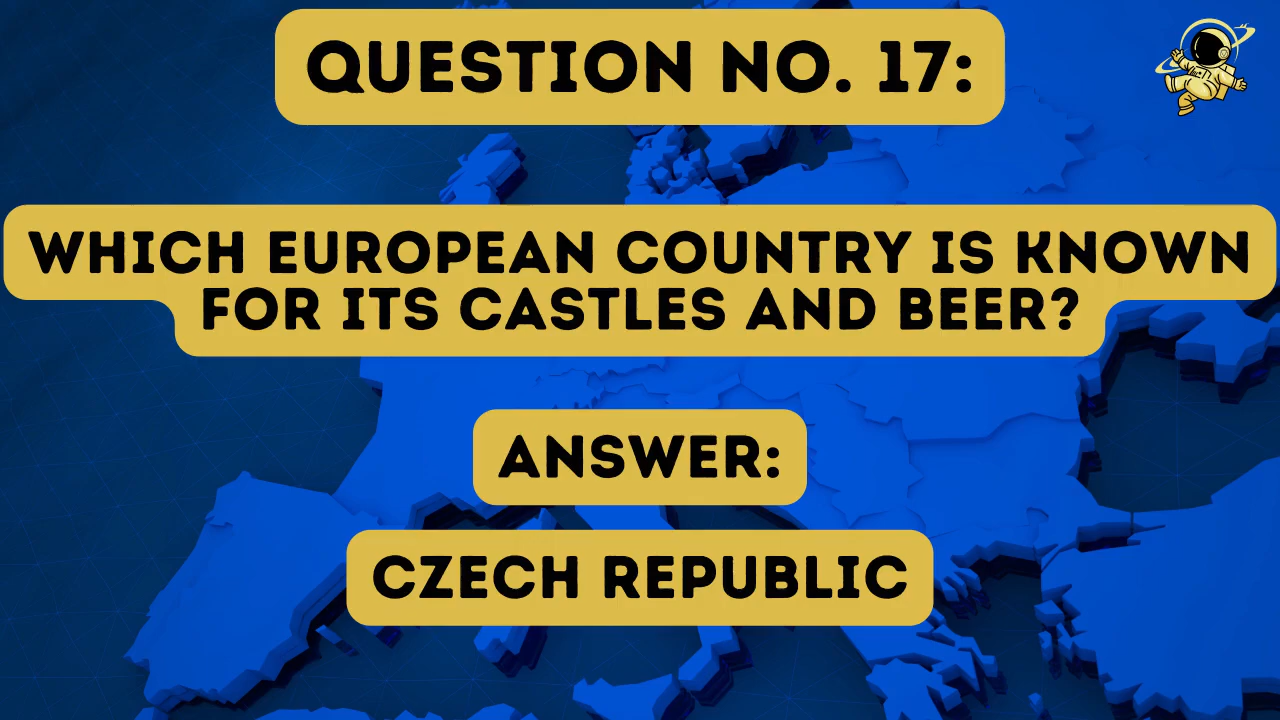 QUESTION NO. 17:
WHICH EUROPEAN COUNTRY IS KNOWN
FOR ITS CASTLES AND BEER?
ANSWER:
CZECH REPUBLIC